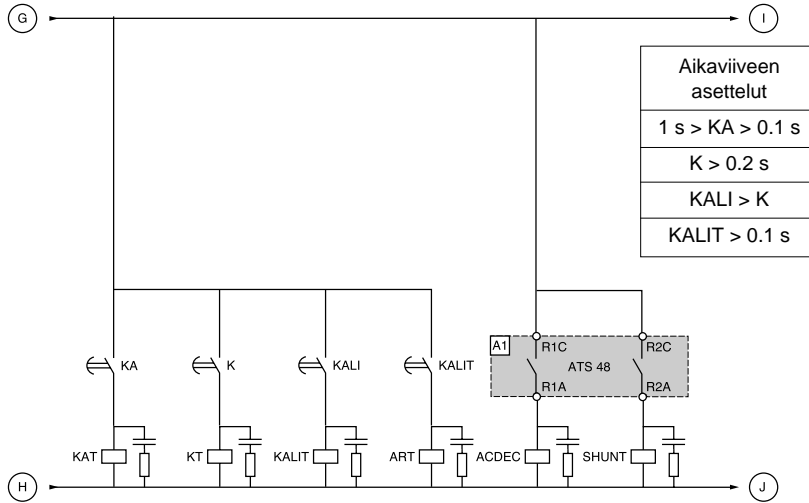 G
I
Aikaviiveen
asettelut
1 s > KA > 0.1 s
K > 0.2 s
KALI > K
KALIT > 0.1 s
A1
R1C
R2C
KA
K
KALI
KALIT
ATS 48
R1A
R2A
KAT
KT
KALIT
ART
ACDEC
SHUNT
H
J